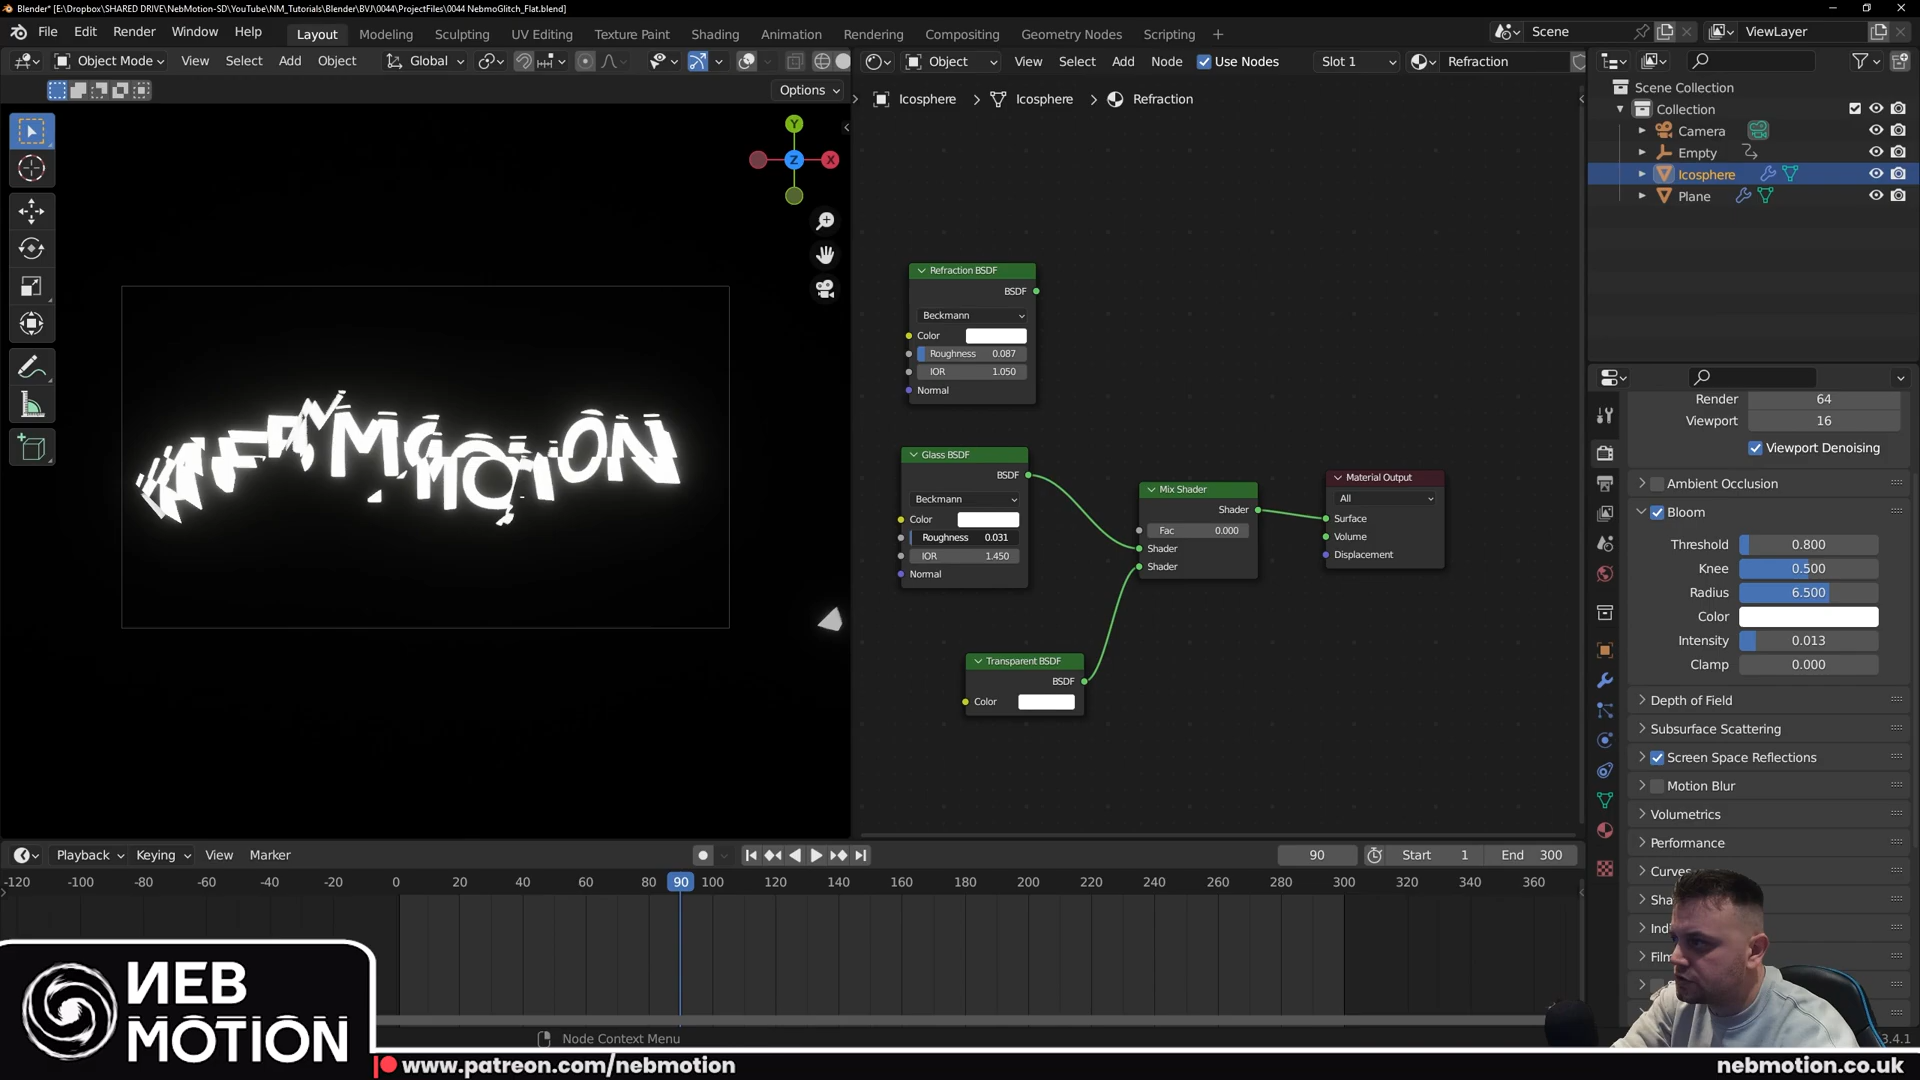 Blender* [E:\Dropbox\SHARED DRIVE\NebMotion-SD\YouTube\NM_Tutorials\Blender\BVJ\0044\ProjectFiles\0044 NebmoGlitch_Flat.blend]
File Edit Render Window Help Layout Modeling Sculpting UV Editing Texture Paint Shading Animation Rendering Compositing Geometry Nodes Scripting + Scene ViewLayer
Object Mode View Select Add Object Global Object View Select Add Node Use Nodes Slot 1 Refraction
Options
Icosphere > Icosphere > Refraction
Y
Z X
Scene Collection
Collection
Camera
Empty
Icosphere
Plane
Refraction BSDF
BSDF
Beckmann
Color
Roughness 0.087
IOR 1.050
Normal
Glass BSDF
BSDF
Beckmann
Color
Roughness 0.031
IOR 1.450
Normal
Mix Shader
Shader
Fac 0.000
Shader
Shader
Material Output
All
Surface
Volume
Displacement
Transparent BSDF
BSDF
Color
Render 64
Viewport 16
Viewport Denoising
Ambient Occlusion
Bloom
Threshold 0.800
Knee 0.500
Radius 6.500
Color
Intensity 0.013
Clamp 0.000
Depth of Field
Subsurface Scattering
Screen Space Reflections
Motion Blur
Volumetrics
Performance
Curves
Sha
Indi
Film
Playback Keying View Marker 90 Start 1 End 300
-120 -100 -80 -60 -40 -20 0 20 40 60 80 90 100 120 140 160 180 200 220 240 260 280 300 320 340 360
NEB
MOTION
Node Context Menu
3.4.1
www.patreon.com/nebmotion
nebmotion.co.uk